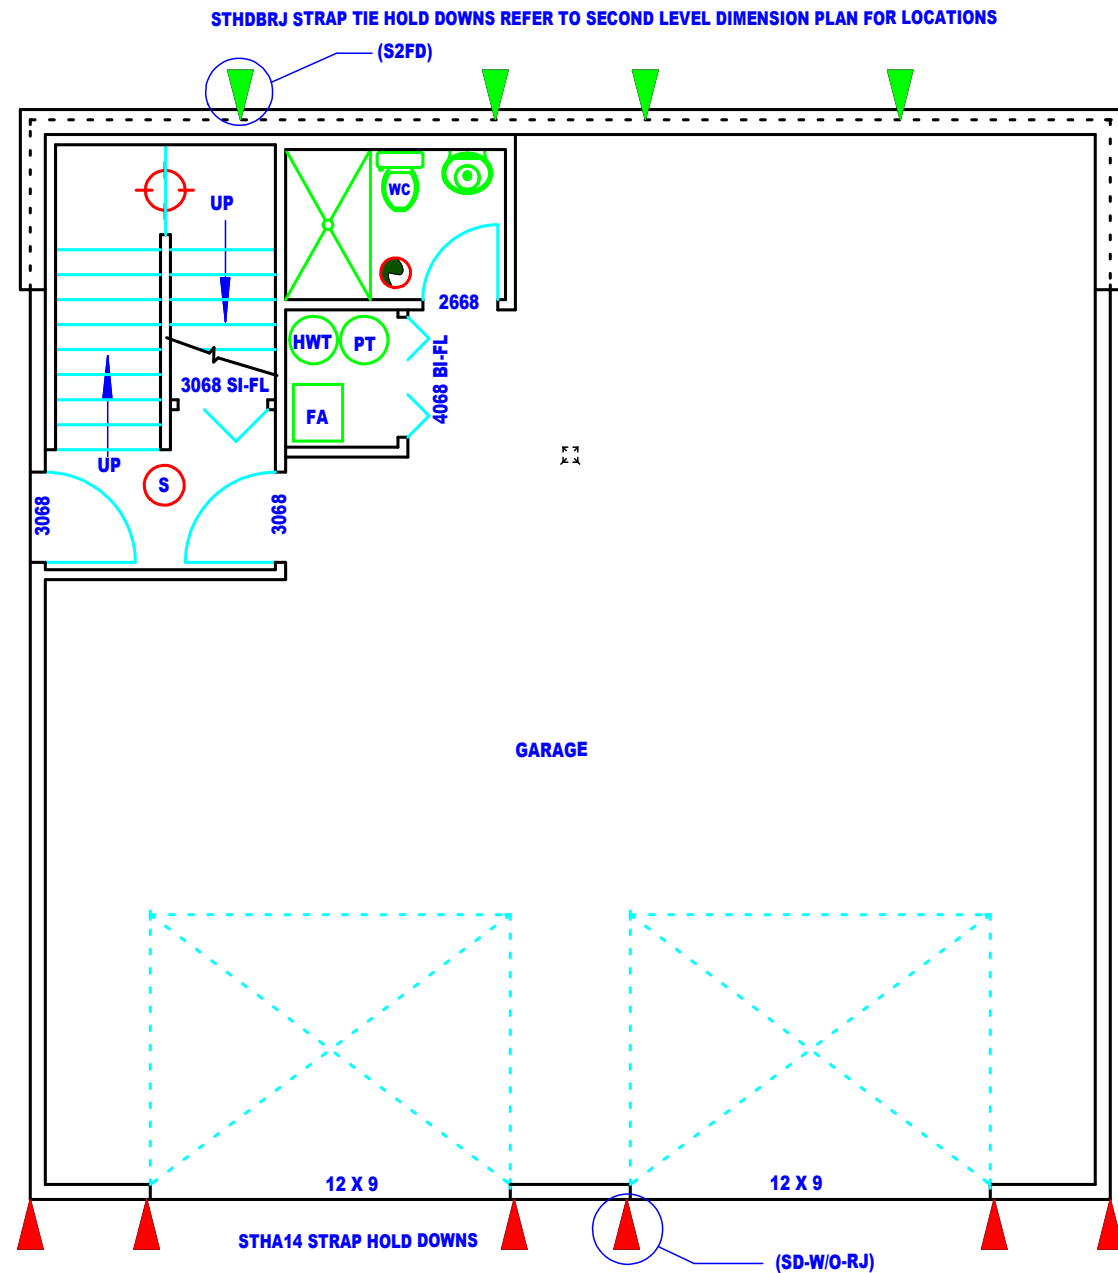 STHDBRJ STRAP TIE HOLD DOWNS REFER TO SECOND LEVEL DIMENSION PLAN FOR LOCATIONS
(S2FD)
WC
UP
2668
HWT
PT
4068 BI-FL
3068 SI-FL
FA
UP
S
3068
3068
GARAGE
12 X 9
12 X 9
STHA14 STRAP HOLD DOWNS
(SD-W/O-RJ)